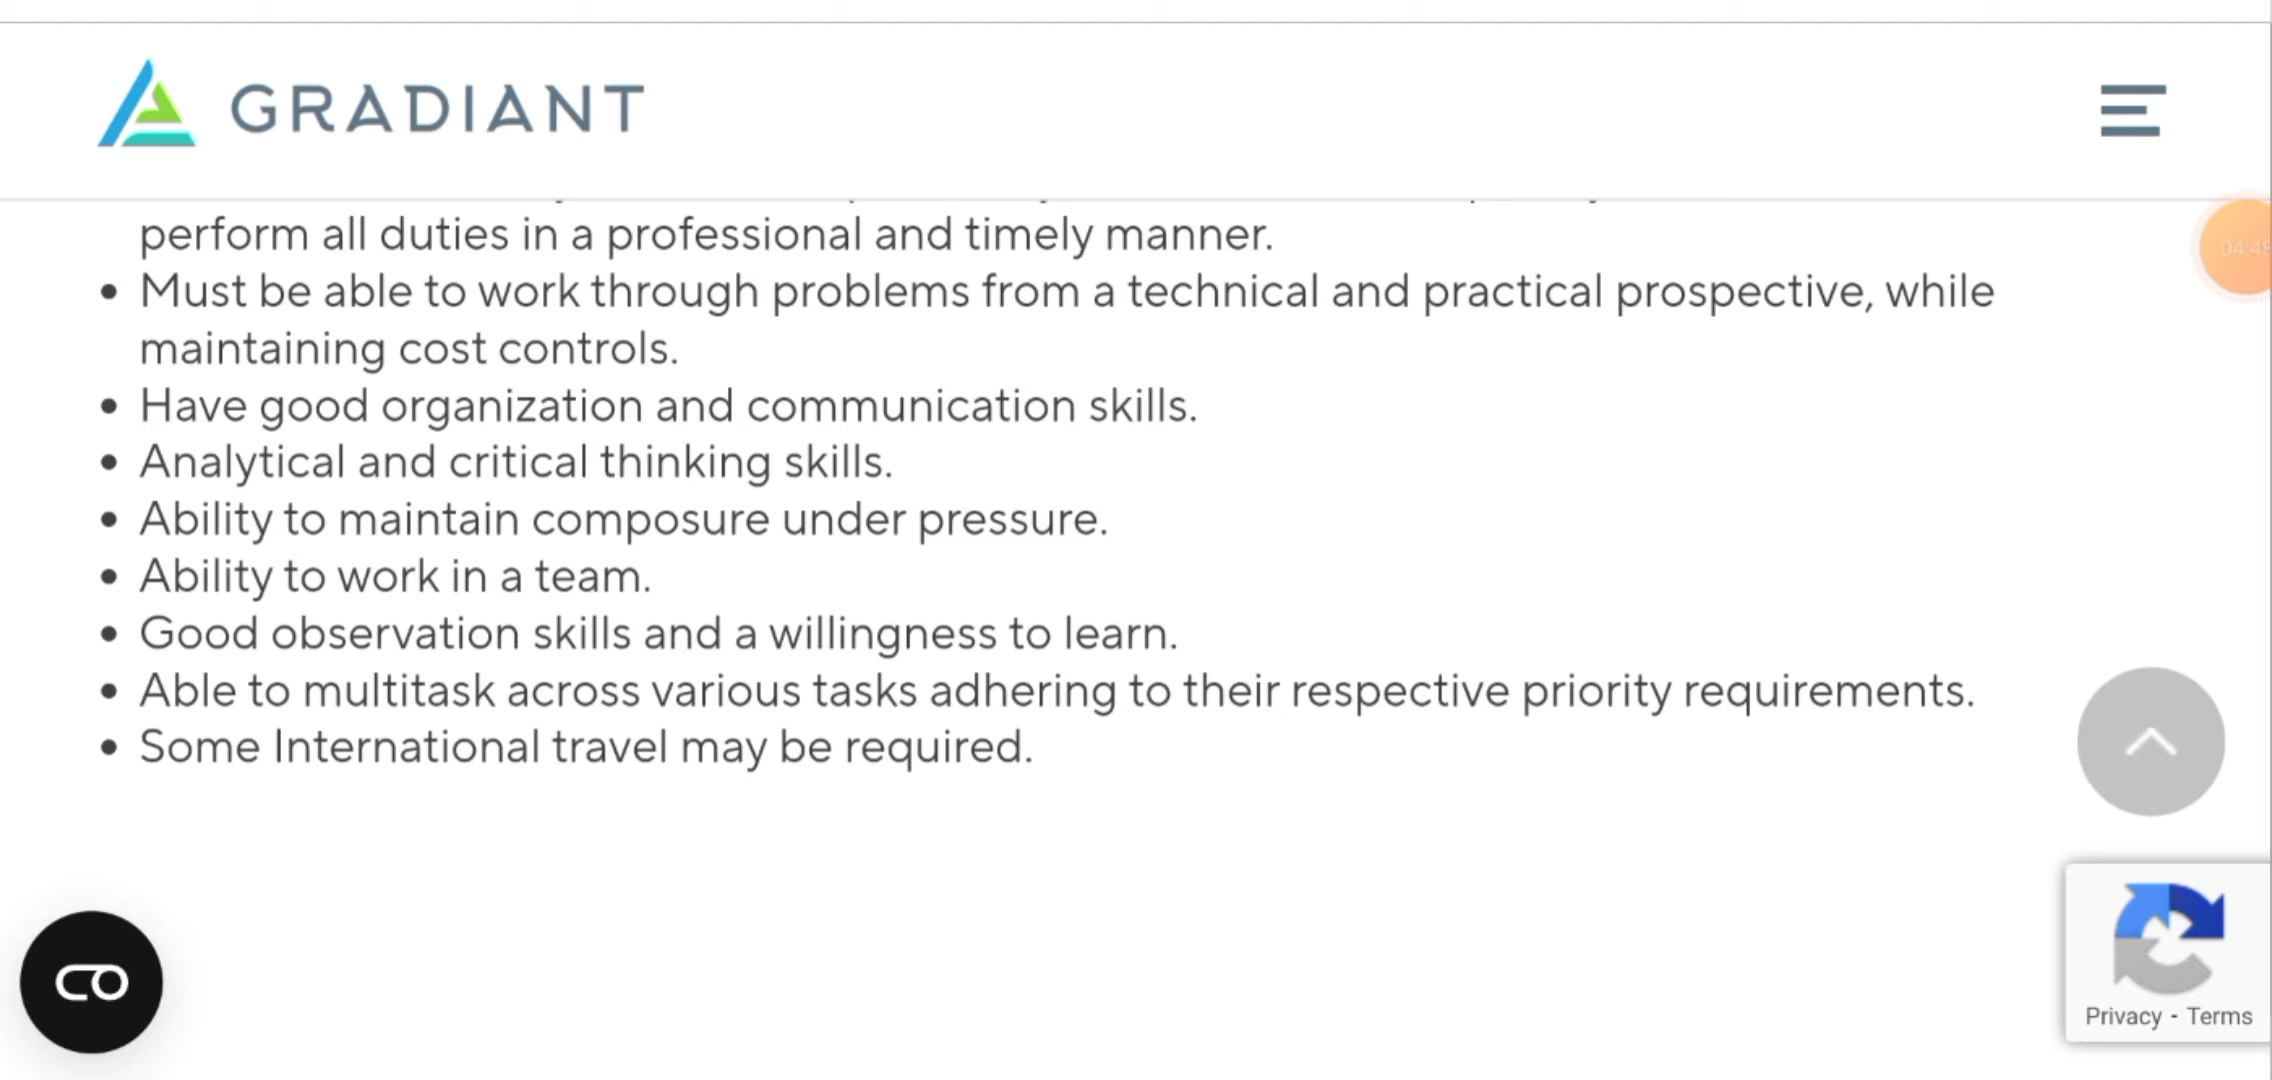 GRADIANT
perform all duties in a professional and timely manner.
• Must be able to work through problems from a technical and practical prospective, while
maintaining cost controls.
• Have good organization and communication skills.
• Analytical and critical thinking skills.
• Ability to maintain composure under pressure.
• Ability to work in a team.
• Good observation skills and a willingness to learn.
• Able to multitask across various tasks adhering to their respective priority requirements.
• Some International travel may be required.
Privacy - Terms